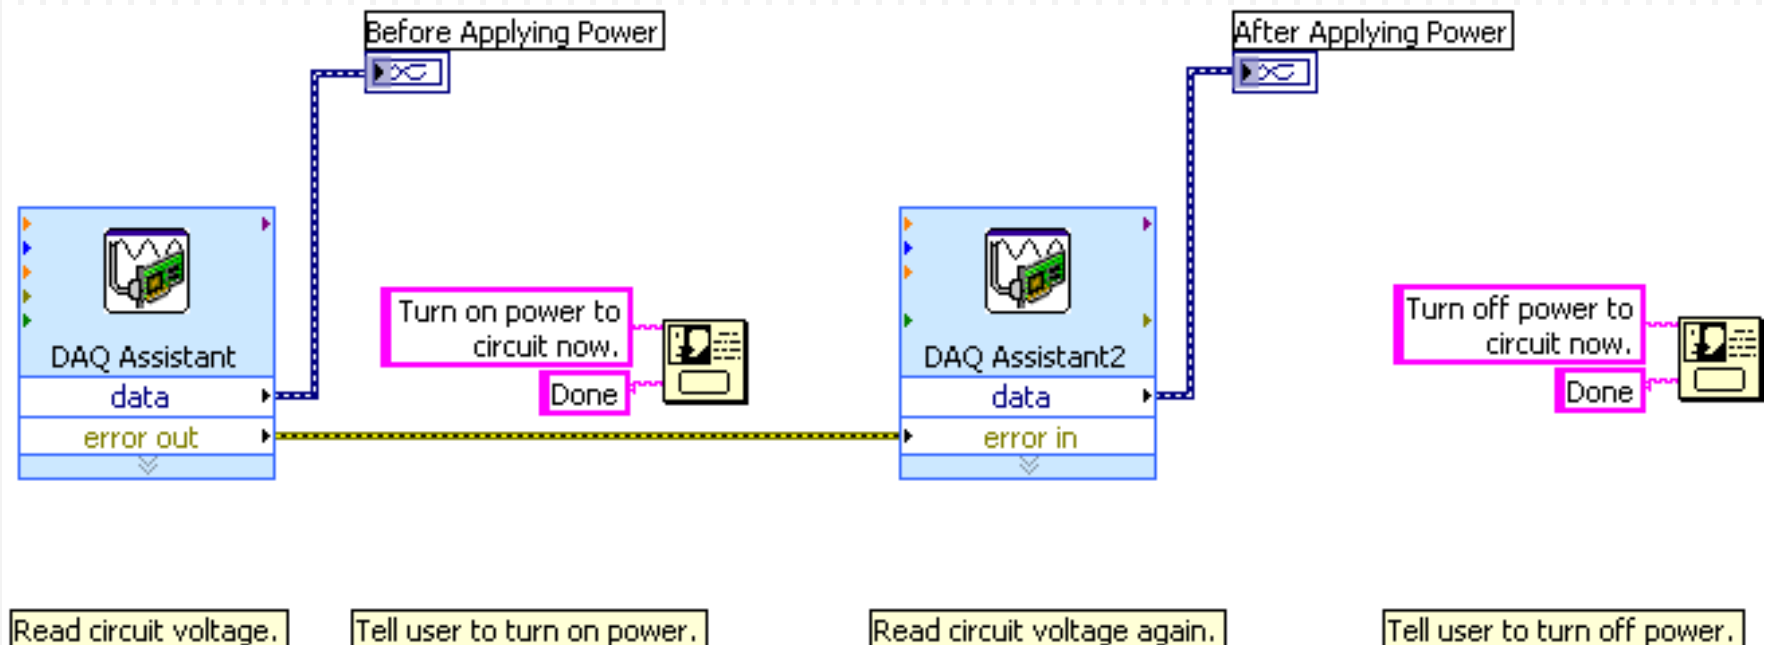 Before Applying Power
After Applying Power
Turn on power to
circuit now.
Done
Turn off power to
circuit now.
Done
DAQ Assistant
data
error out
DAQ Assistant2
data
error in
Read circuit voltage.
Tell user to turn on power.
Read circuit voltage again.
Tell user to turn off power.